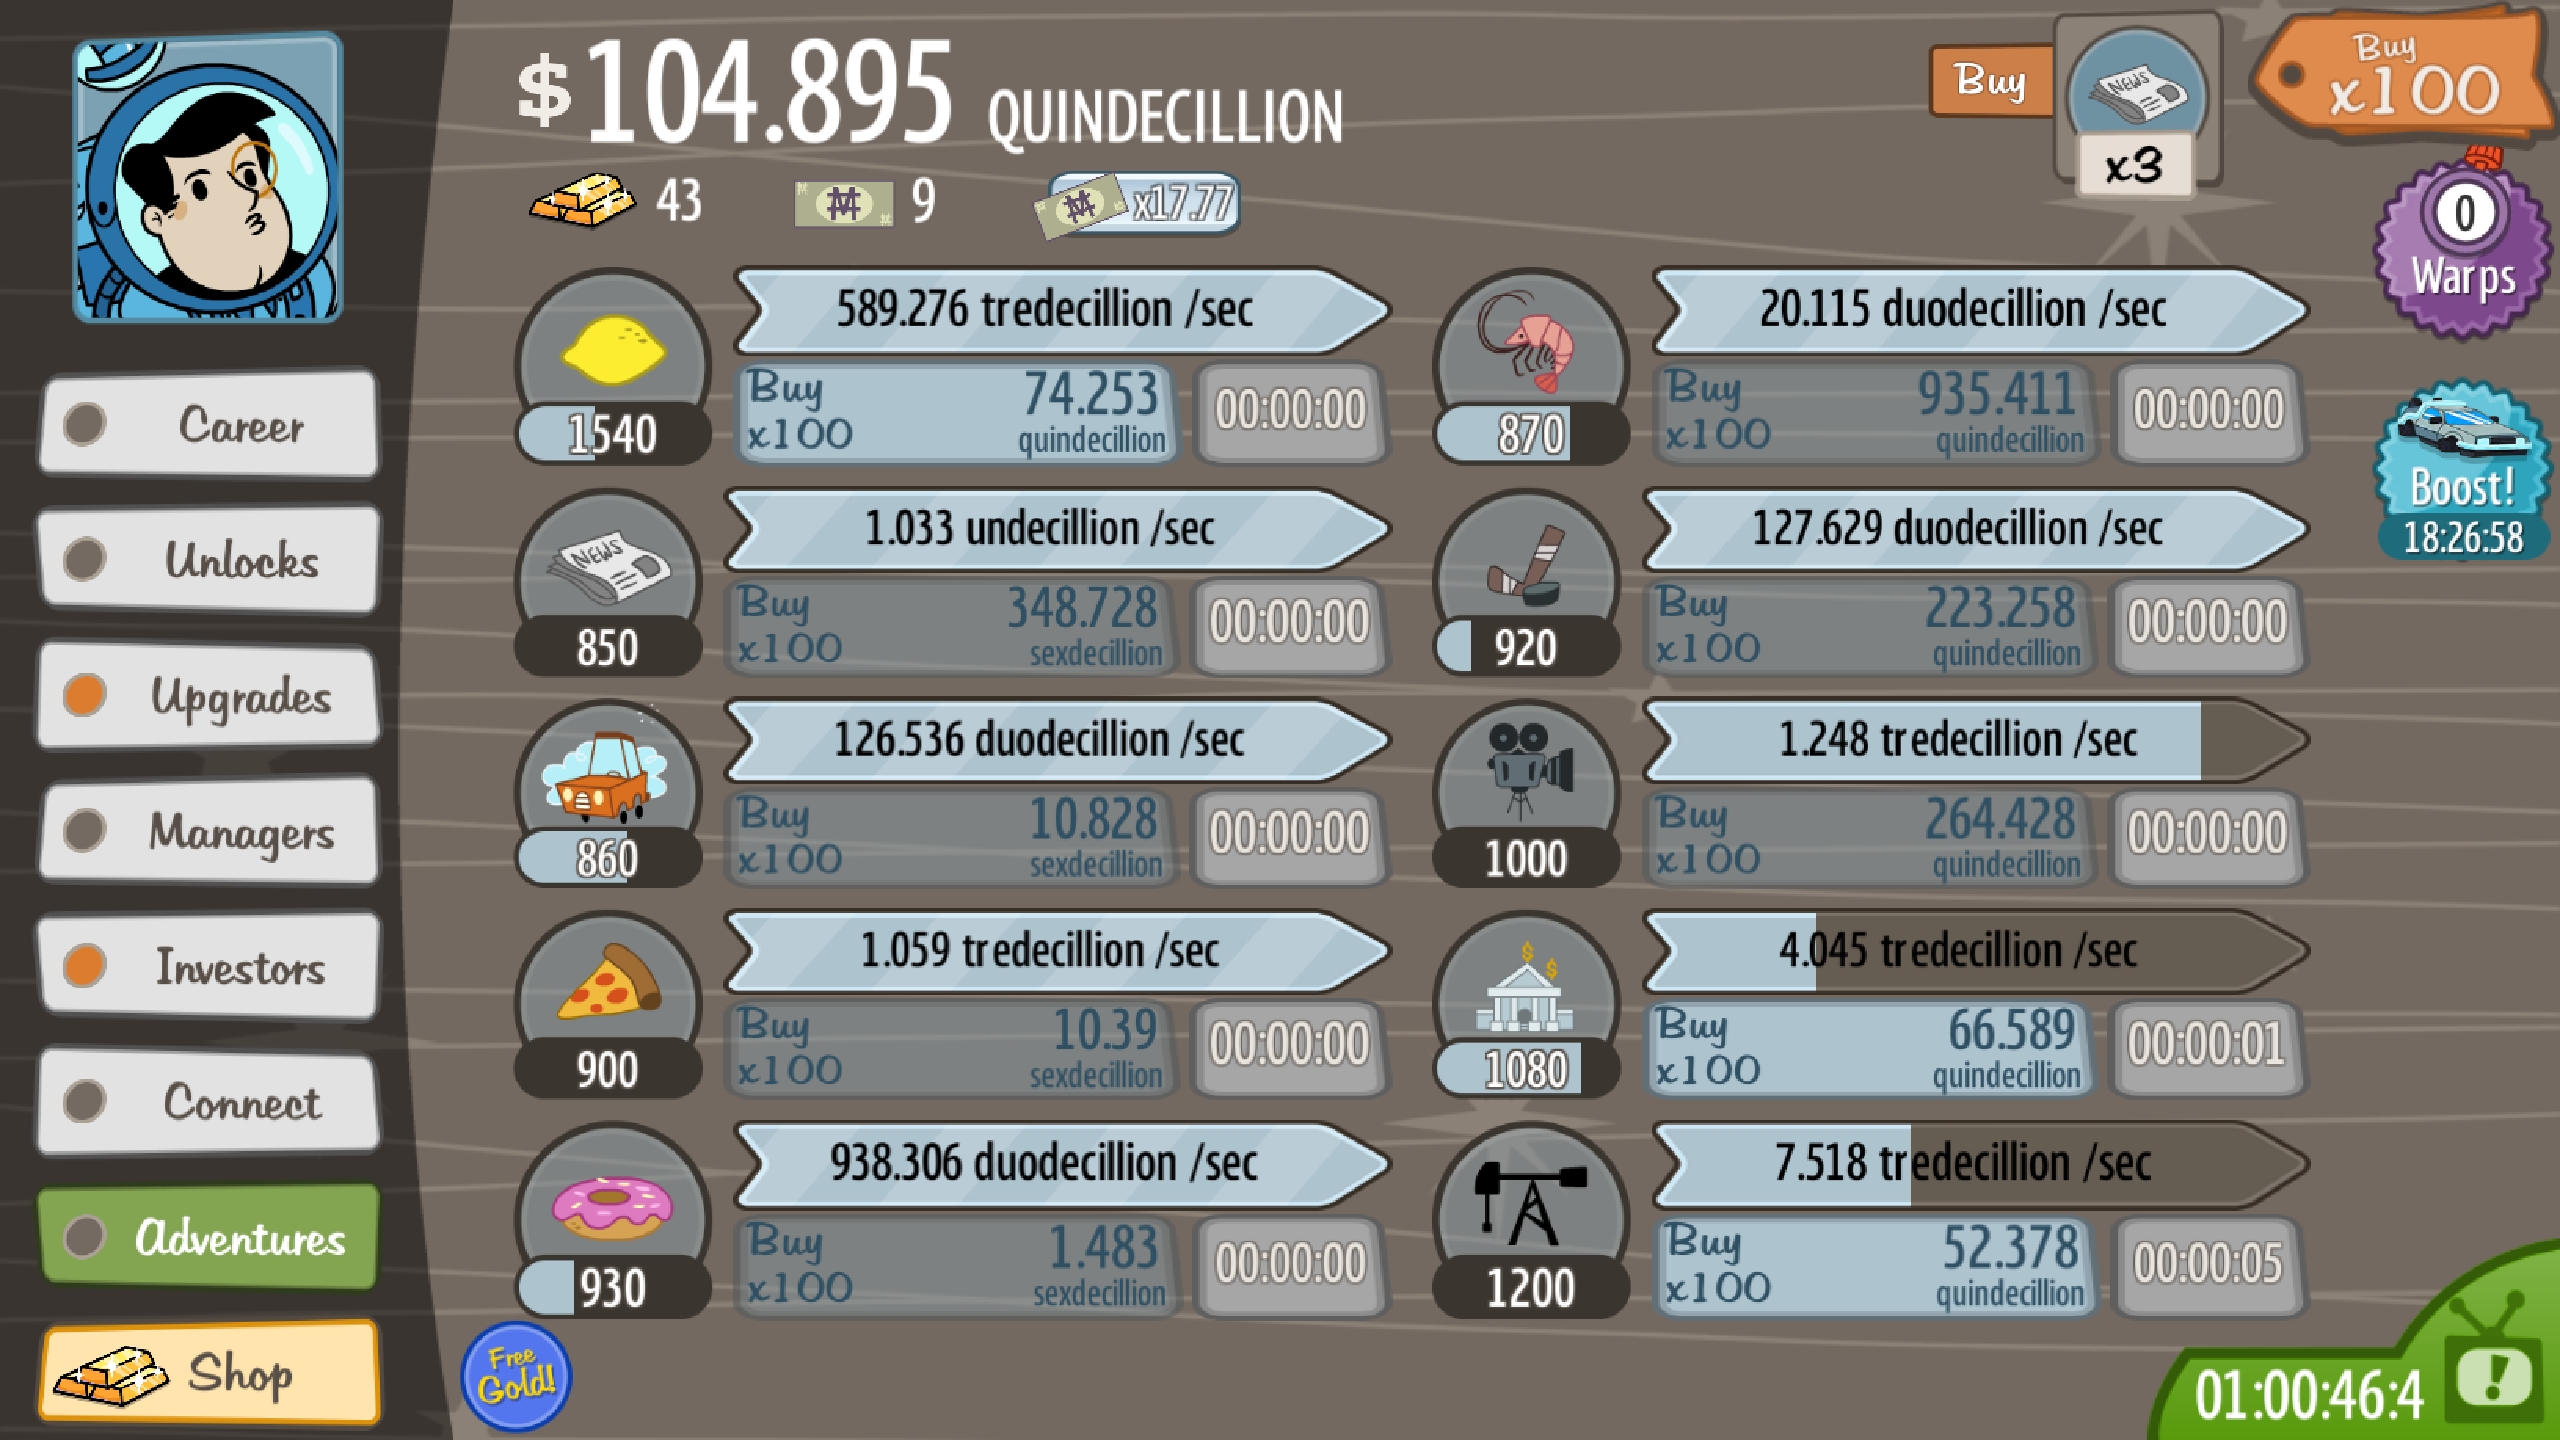 $104.895 QUINDECILLION
Buy
x3
Buy
x100
43
9
x17.77
0
Warps
Boost!
18:26:58
Career
Unlocks
Upgrades
Managers
Investors
Connect
Adventures
Shop
589.276 tredecillion /sec
1540
Buy x100
74.253 quindecillion
00:00:00
20.115 duodecillion /sec
870
Buy x100
935.411 quindecillion
00:00:00
NEWS
1.033 undecillion /sec
850
Buy x100
348.728 sexdecillion
00:00:00
127.629 duodecillion /sec
920
Buy x100
223.258 quindecillion
00:00:00
126.536 duodecillion /sec
860
Buy x100
10.828 sexdecillion
00:00:00
1.248 tredecillion /sec
1000
Buy x100
264.428 quindecillion
00:00:00
1.059 tredecillion /sec
900
Buy x100
10.39 sexdecillion
00:00:00
4.045 tredecillion /sec
1080
Buy x100
66.589 quindecillion
00:00:01
938.306 duodecillion /sec
930
Buy x100
1.483 sexdecillion
00:00:00
7.518 tredecillion /sec
1200
Buy x100
52.378 quindecillion
00:00:05
Free Gold!
01:00:46:4